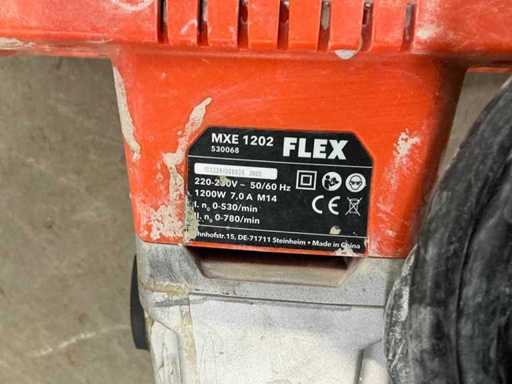 MXE 1202
530068
FLEX
220-230V~ 50/60 Hz
1200W 7,0 A M14
I. n₀ 0-530/min
II. n₀ 0-780/min
15, DE-71711 Steinheim • Made in China
CE